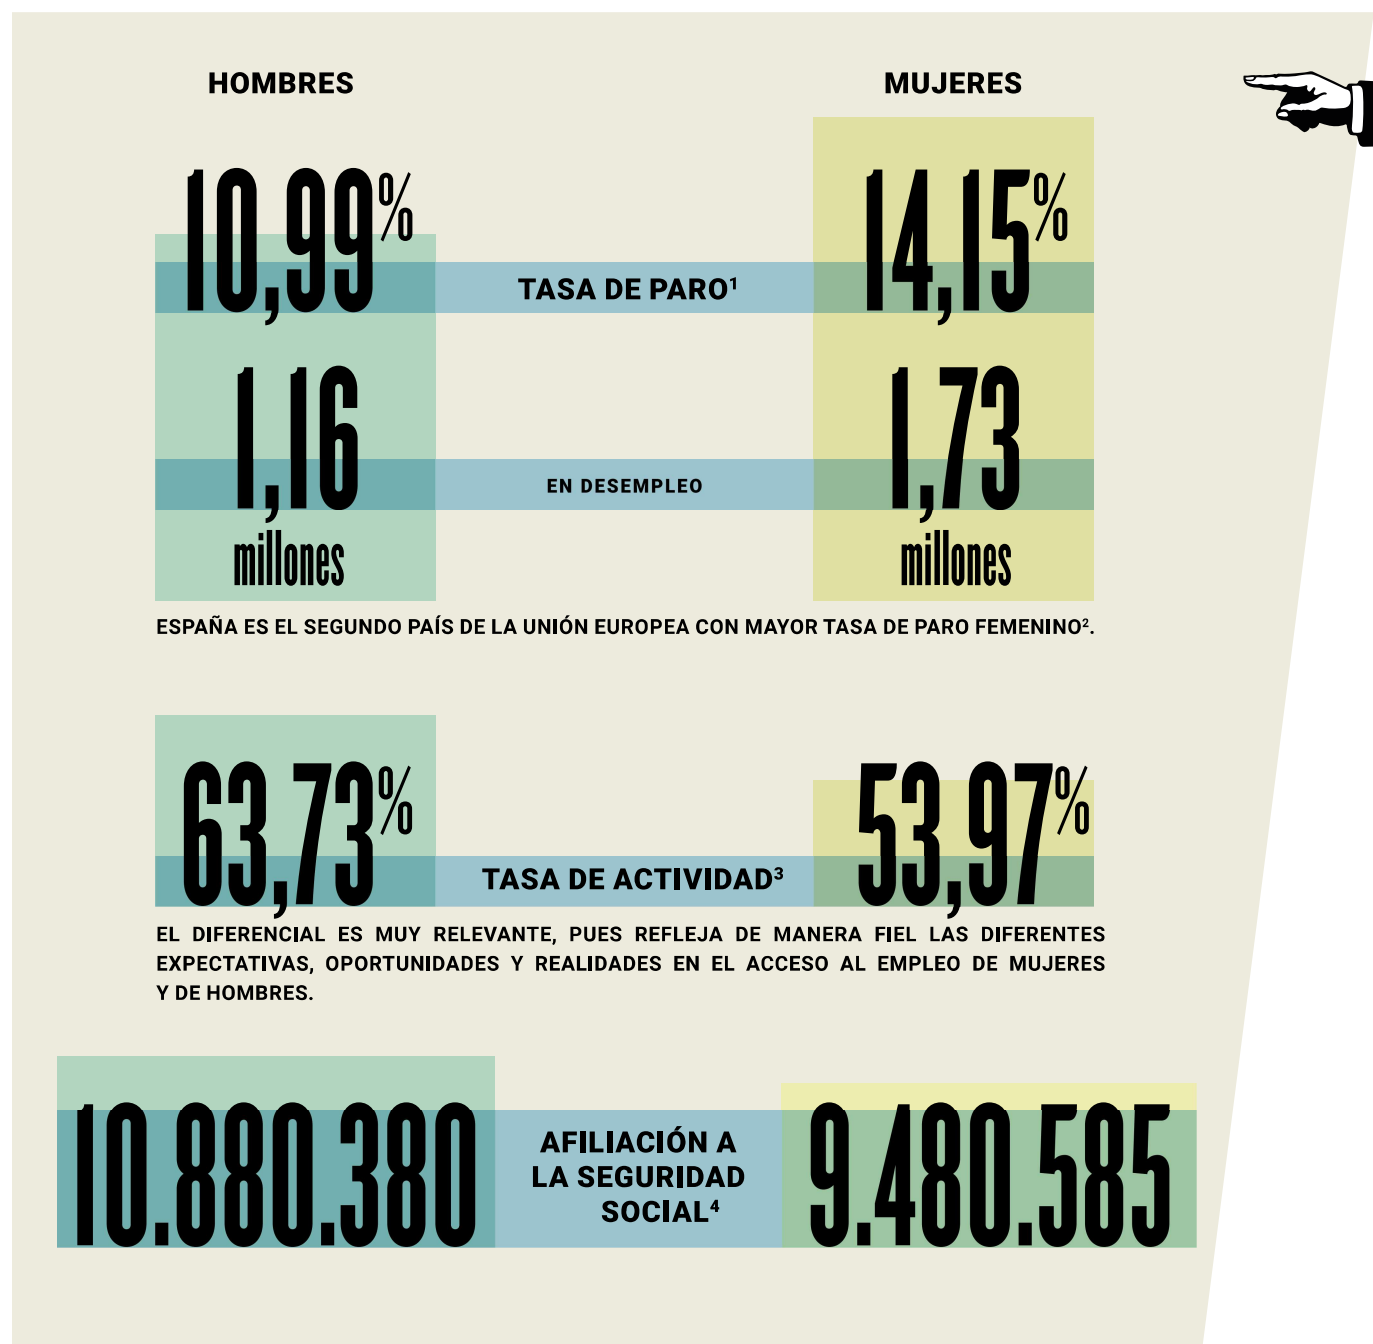 HOMBRES MUJERES
10,99% TASA DE PARO¹ 14,15%
1,16 millones EN DESEMPLEO 1,73 millones
ESPAÑA ES EL SEGUNDO PAÍS DE LA UNIÓN EUROPEA CON MAYOR TASA DE PARO FEMENINO².
63,73% TASA DE ACTIVIDAD³ 53,97%
EL DIFERENCIAL ES MUY RELEVANTE, PUES REFLEJA DE MANERA FIEL LAS DIFERENTES
EXPECTATIVAS, OPORTUNIDADES Y REALIDADES EN EL ACCESO AL EMPLEO DE MUJERES
Y DE HOMBRES.
10.880.380
AFILIACIÓN A
LA SEGURIDAD
SOCIAL⁴
9.480.585